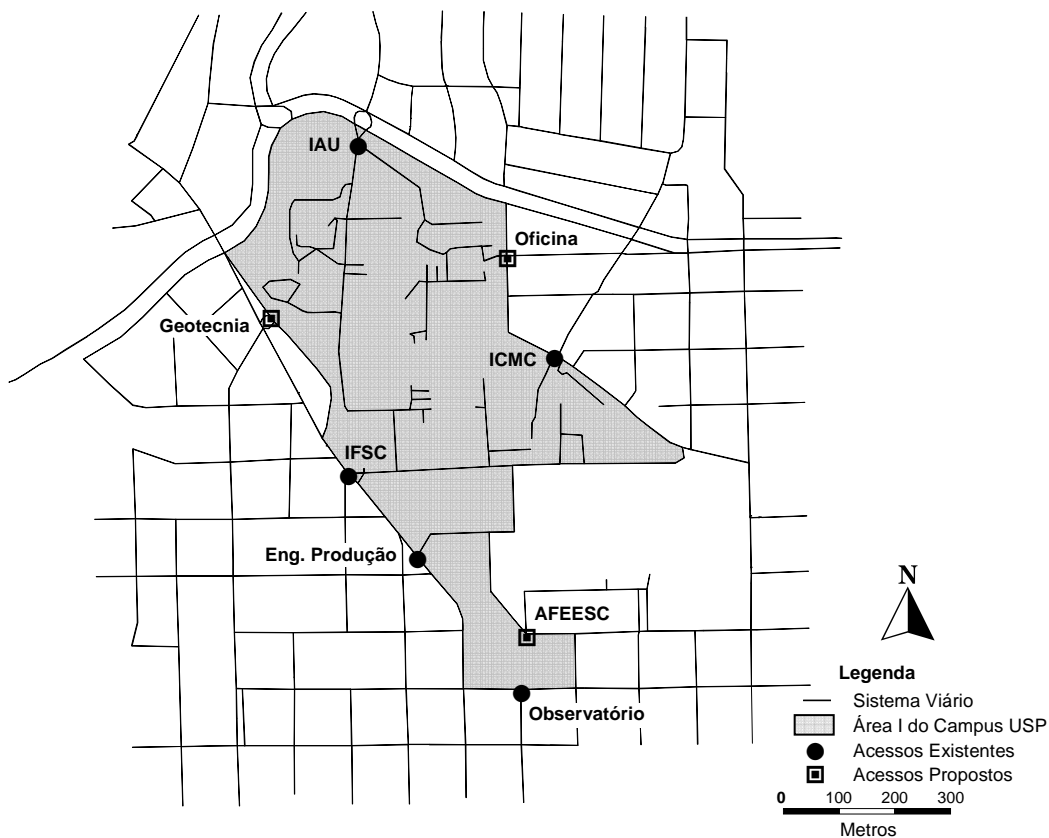 IAU
Oficina
Geotecnia
ICMC
IFSC
Eng. Produção
AFEESC
Observatório
N
Legenda
Sistema Viário
Área I do Campus USP
Acessos Existentes
Acessos Propostos
0 100 200 300
Metros